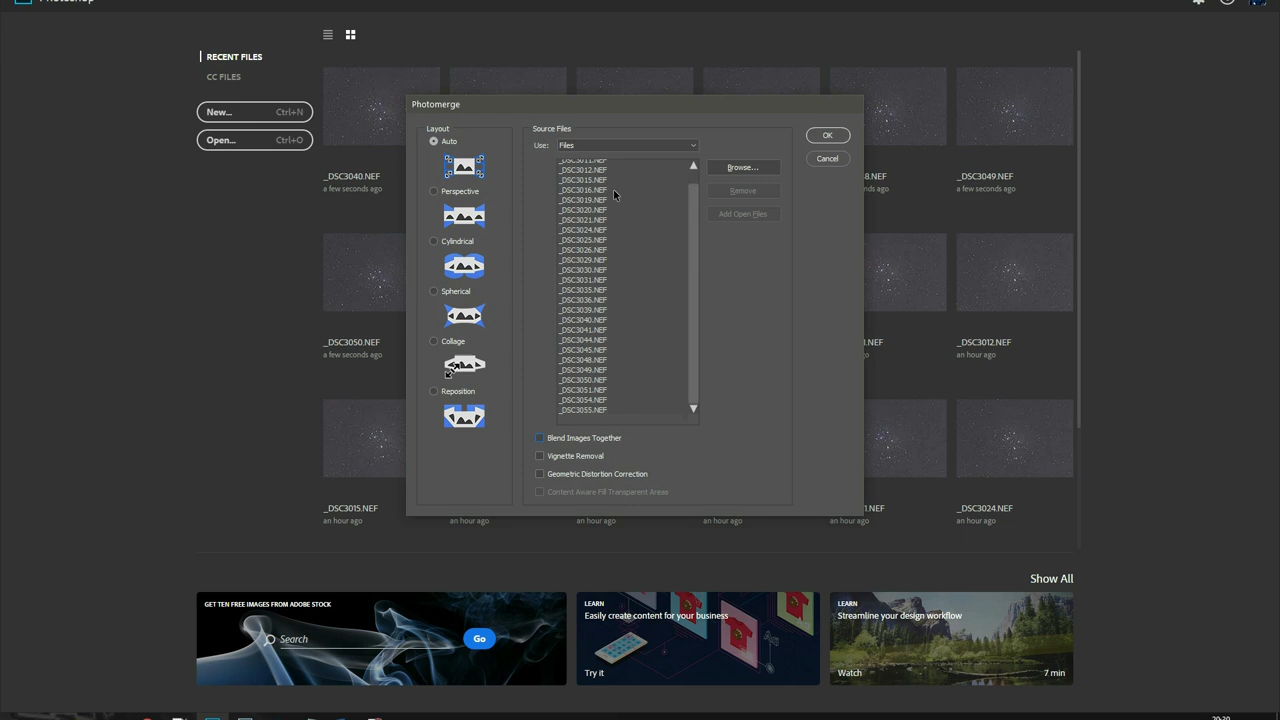 Photoshop
RECENT FILES
CC FILES
New... Ctrl+N
Open... Ctrl+O
_DSC3040.NEF
a few seconds ago
_DSC3049.NEF
a few seconds ago
_DSC3050.NEF
a few seconds ago
_DSC3012.NEF
an hour ago
_DSC3015.NEF
an hour ago
an hour ago
an hour ago
an hour ago
an hour ago
_DSC3024.NEF
an hour ago
Photomerge
Layout
Auto
Perspective
Cylindrical
Spherical
Collage
Reposition
Source Files
Use: Files
_DSC3011.NEF
_DSC3012.NEF
_DSC3015.NEF
_DSC3016.NEF
_DSC3019.NEF
_DSC3020.NEF
_DSC3021.NEF
_DSC3024.NEF
_DSC3025.NEF
_DSC3026.NEF
_DSC3029.NEF
_DSC3030.NEF
_DSC3031.NEF
_DSC3035.NEF
_DSC3036.NEF
_DSC3039.NEF
_DSC3040.NEF
_DSC3041.NEF
_DSC3044.NEF
_DSC3045.NEF
_DSC3048.NEF
_DSC3049.NEF
_DSC3050.NEF
_DSC3051.NEF
_DSC3054.NEF
_DSC3055.NEF
Browse...
Remove
Add Open Files
OK
Cancel
Blend Images Together
Vignette Removal
Geometric Distortion Correction
Content Aware Fill Transparent Areas
Show All
GET TEN FREE IMAGES FROM ADOBE STOCK
Search
Go
LEARN
Easily create content for your business
Try it
LEARN
Streamline your design workflow
Watch 7 min